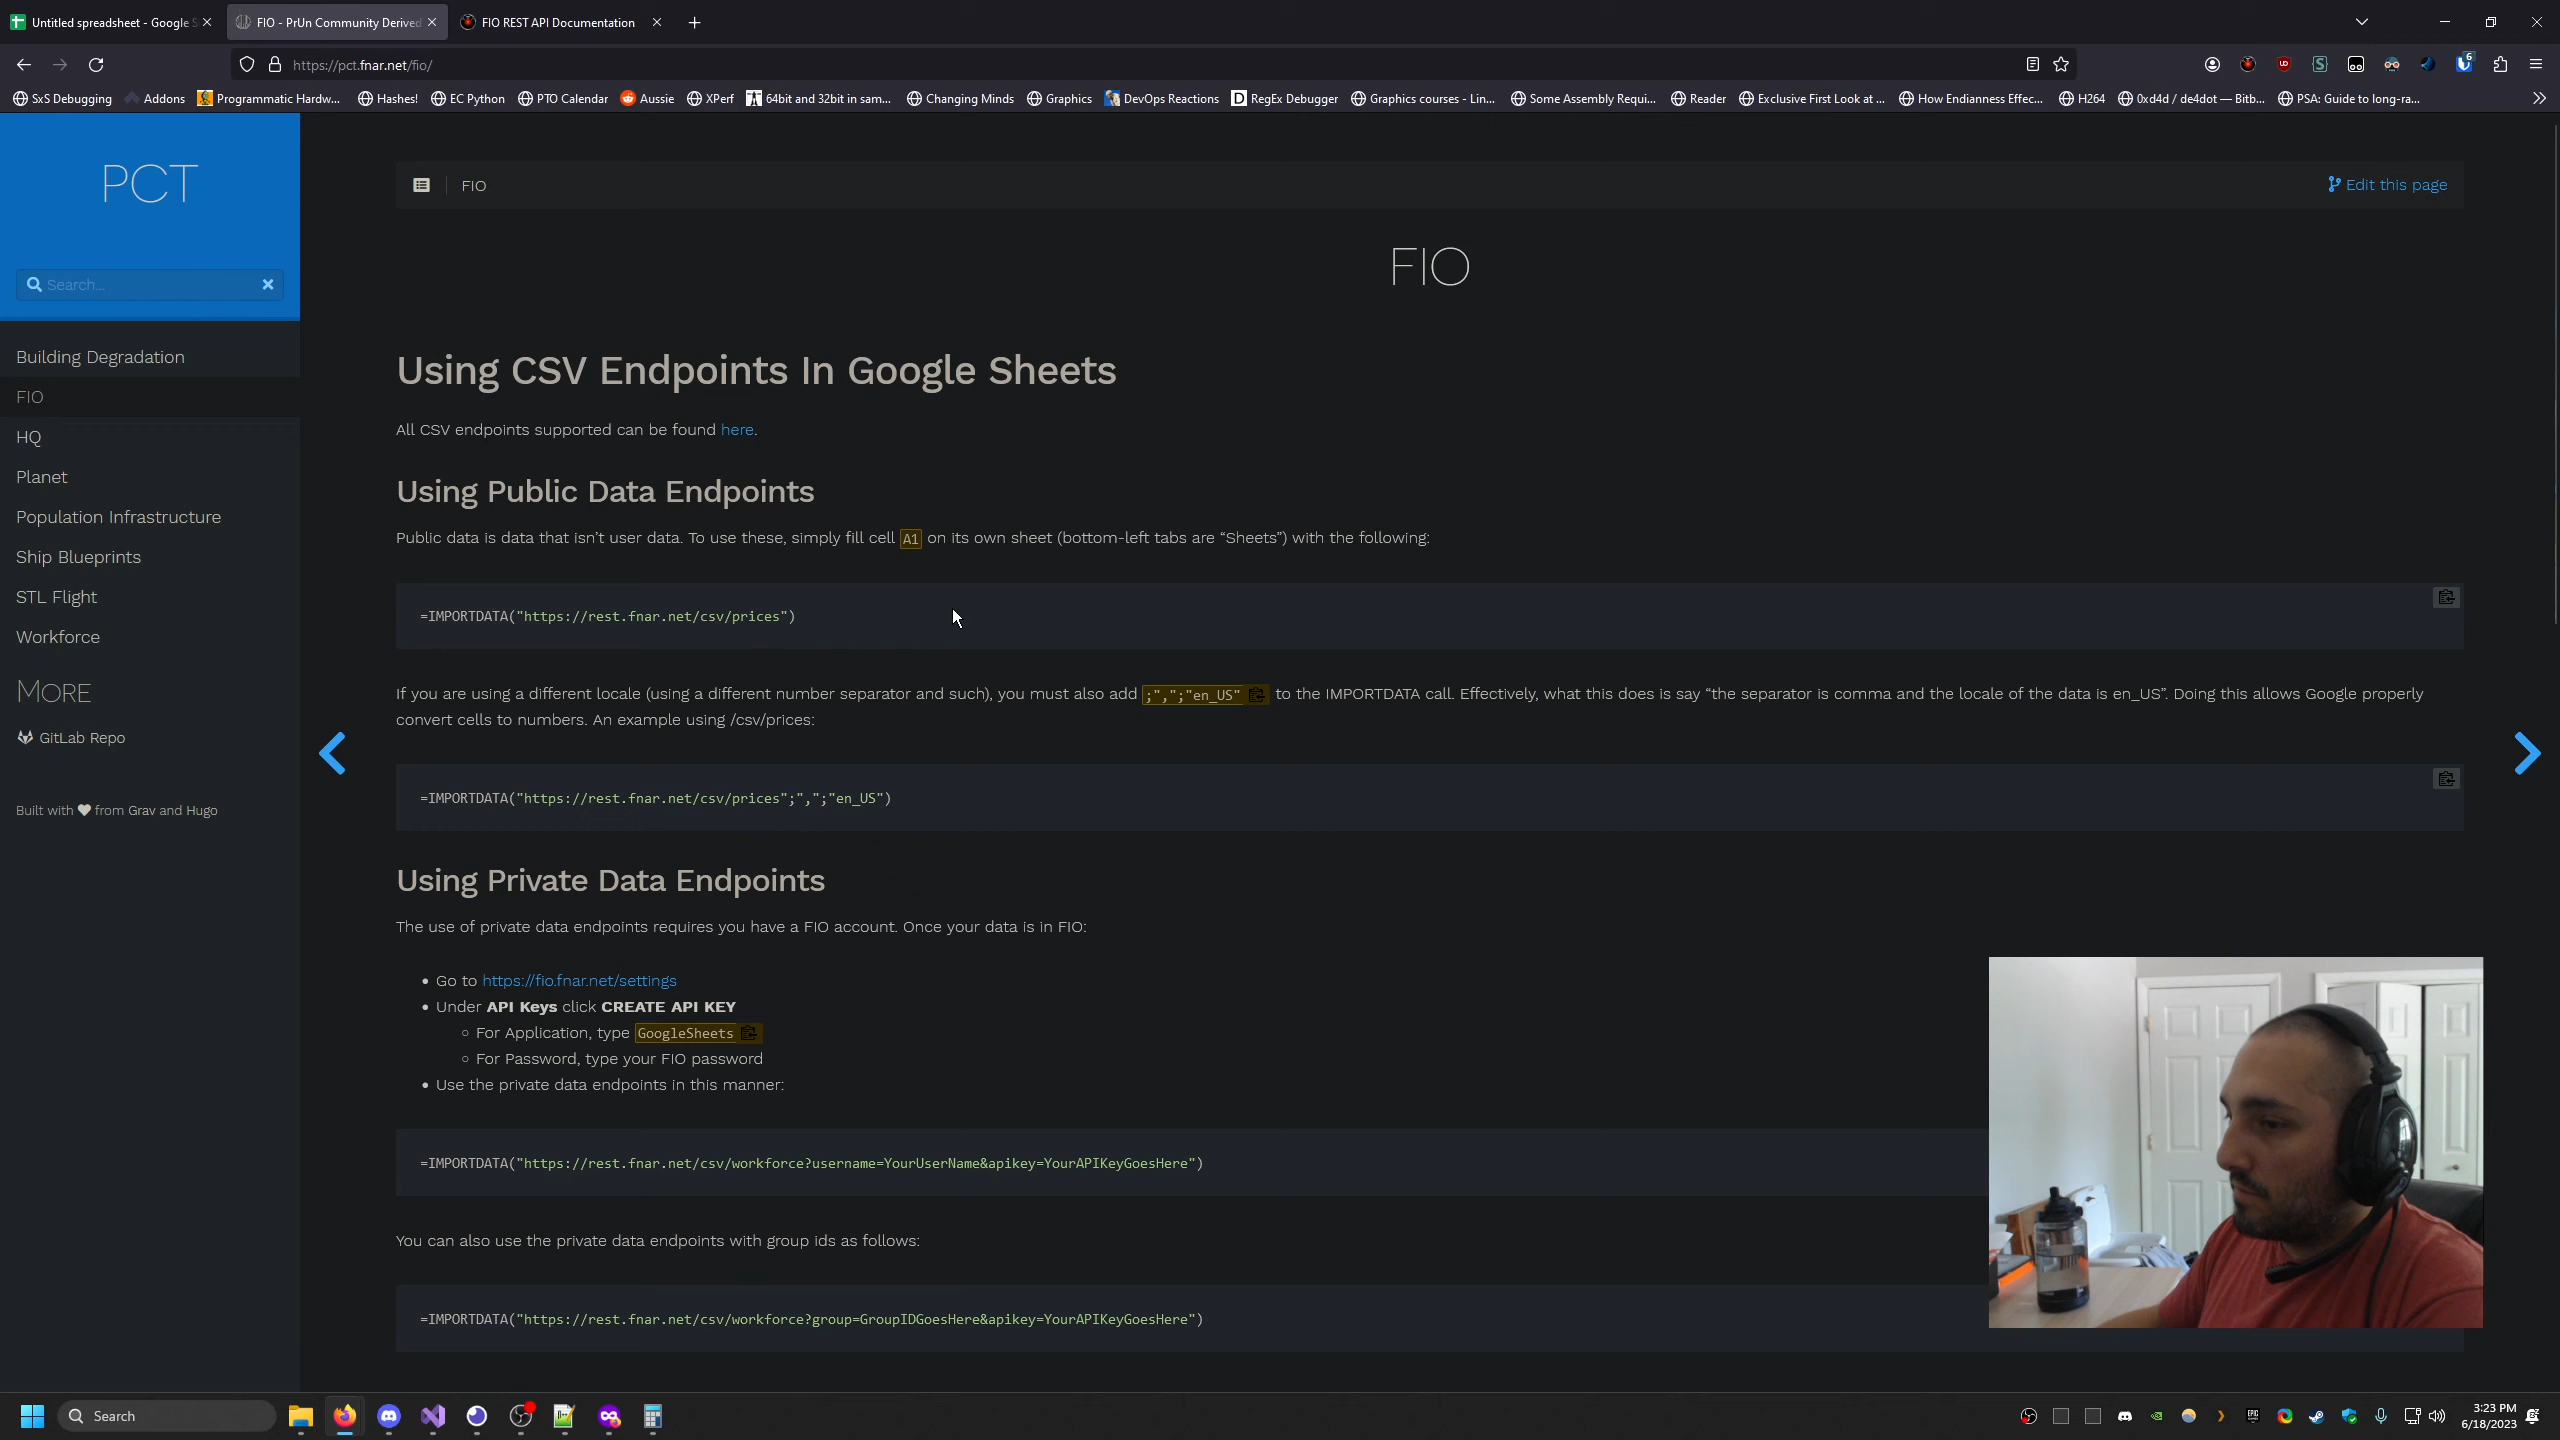 Untitled spreadsheet - Google S
FIO - PrUn Community Derived
FIO REST API Documentation
https://pct.fnar.net/fio/
6
SxS Debugging
Addons
Programmatic Hardw...
Hashes!
EC Python
PTO Calendar
Aussie
XPerf
64bit and 32bit in sam...
Changing Minds
Graphics
DevOps Reactions
RegEx Debugger
Graphics courses - Lin...
Some Assembly Requi...
Reader
Exclusive First Look at ...
How Endianness Effec...
H264
0xd4d / de4dot — Bitb...
PSA: Guide to long-ra...
PCT
Search...
Building Degradation
FIO
HQ
Planet
Population Infrastructure
Ship Blueprints
STL Flight
Workforce
MORE
GitLab Repo
Built with from Grav and Hugo
FIO
Edit this page
FIO
Using CSV Endpoints In Google Sheets
All CSV endpoints supported can be found here.
Using Public Data Endpoints
Public data is data that isn't user data. To use these, simply fill cell A1 on its own sheet (bottom-left tabs are “Sheets”) with the following:
=IMPORTDATA("https://rest.fnar.net/csv/prices")
If you are using a different locale (using a different number separator and such), you must also add ;",";"en_US" to the IMPORTDATA call. Effectively, what this does is say “the separator is comma and the locale of the data is en_US”. Doing this allows Google properly
convert cells to numbers. An example using /csv/prices:
=IMPORTDATA("https://rest.fnar.net/csv/prices";",";"en_US")
Using Private Data Endpoints
The use of private data endpoints requires you have a FIO account. Once your data is in FIO:
• Go to https://fio.fnar.net/settings
• Under API Keys click CREATE API KEY
○ For Application, type GoogleSheets
○ For Password, type your FIO password
• Use the private data endpoints in this manner:
=IMPORTDATA("https://rest.fnar.net/csv/workforce?username=YourUserName&apikey=YourAPIKeyGoesHere")
You can also use the private data endpoints with group ids as follows:
=IMPORTDATA("https://rest.fnar.net/csv/workforce?group=GroupIDGoesHere&apikey=YourAPIKeyGoesHere")
Search
3:23 PM
6/18/2023